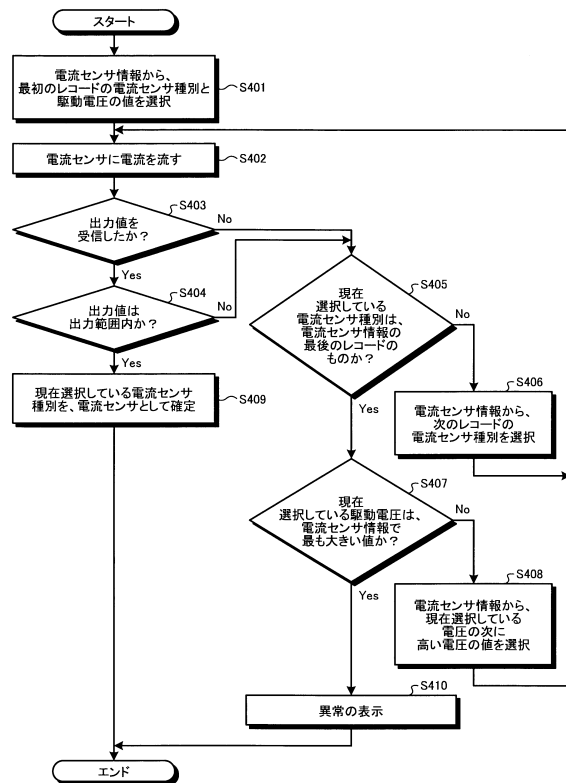 スタート
電流センサ情報から、
最初のレコードの電流センサ種別と
駆動電圧の値を選択
S401
電流センサに電流を流す
S402
S403
出力値を
受信したか?
No
Yes
S404
出力値は
出力範囲内か?
No
Yes
現在選択している電流センサ
種別を、電流センサとして確定
S409
S405
現在
選択している
電流センサ種別は、
電流センサ情報の
最後のレコードの
ものか?
No
Yes
S406
電流センサ情報から、
次のレコードの
電流センサ種別を選択
S407
現在
選択している駆動電圧は、
電流センサ情報で
最も大きい値か?
No
Yes
S408
電流センサ情報から、
現在選択している
電圧の次に
高い電圧の値を選択
S410
異常の表示
エンド